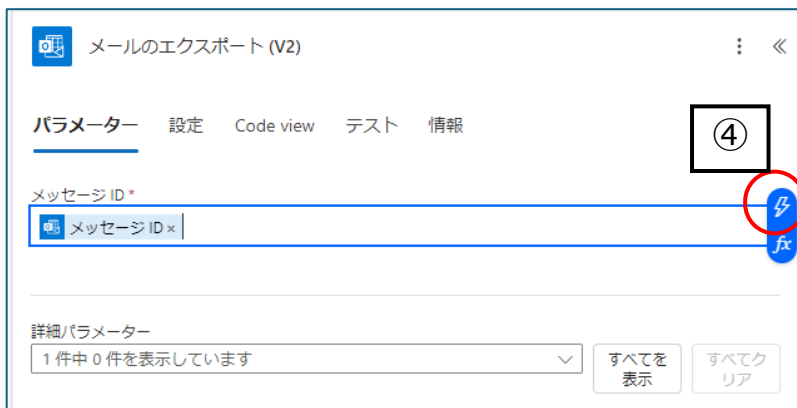 メールのエクスポート (V2)
パラメーター 設定 Code view テスト 情報
④
メッセージ ID *
メッセージ ID ×
fx
詳細パラメーター
1 件中 0 件を表示しています
すべてを
表示
すべてク
リア